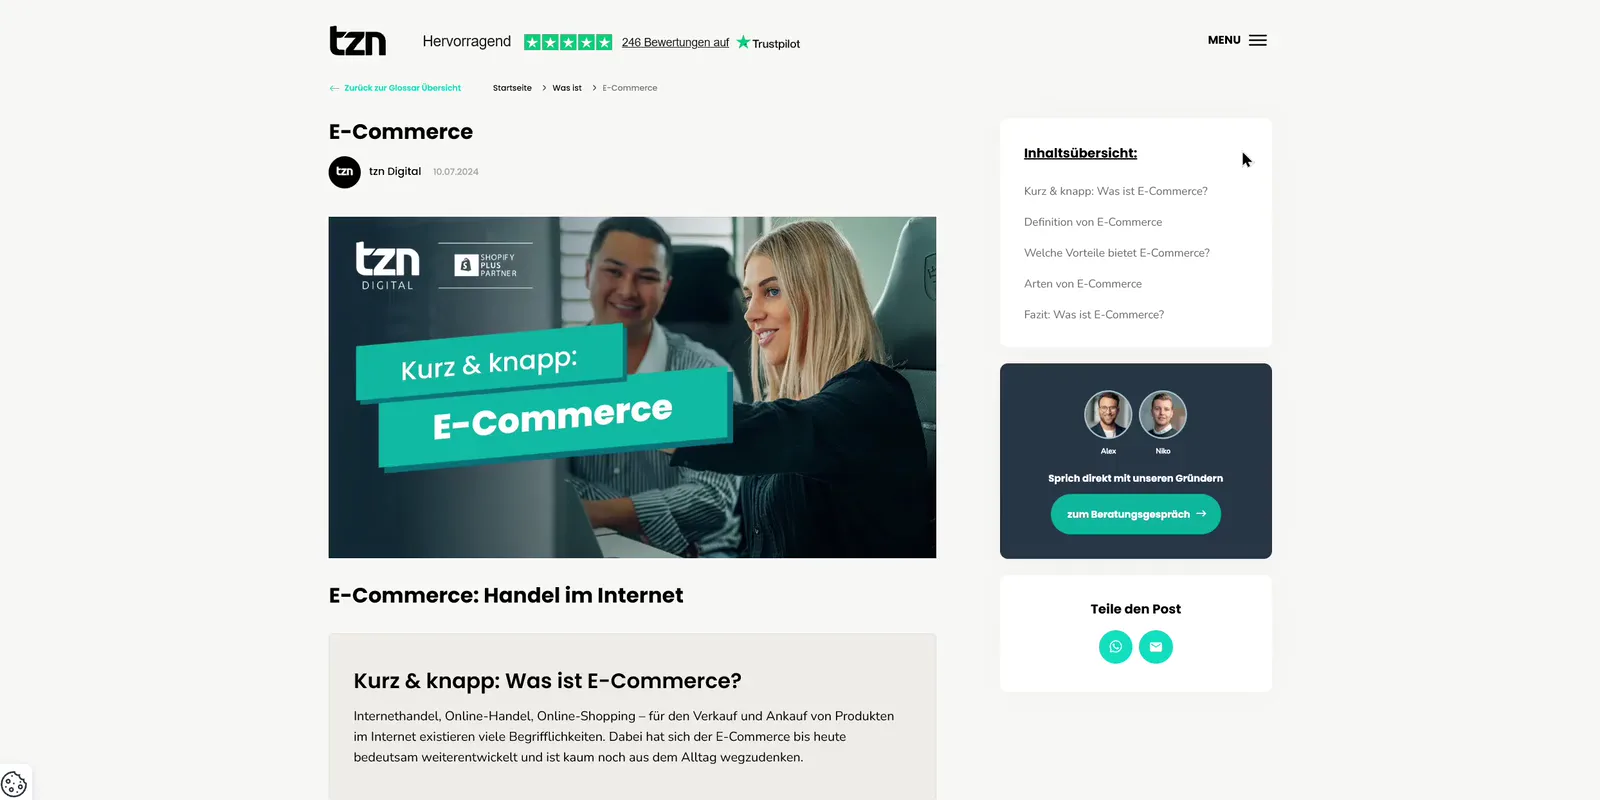 tzn
Hervorragend
246 Bewertungen auf
Trustpilot
MENU
Zurück zur Glossar Übersicht
Startseite
Was ist
E-Commerce
E-Commerce
tzn
tzn Digital
10.07.2024
tzn
DIGITAL
SHOPIFY
PLUS
PARTNER
Kurz & knapp:
E-Commerce
E-Commerce: Handel im Internet
Kurz & knapp: Was ist E-Commerce?
Internethandel, Online-Handel, Online-Shopping – für den Verkauf und Ankauf von Produkten
im Internet existieren viele Begrifflichkeiten. Dabei hat sich der E-Commerce bis heute
bedeutsam weiterentwickelt und ist kaum noch aus dem Alltag wegzudenken.
Inhaltsübersicht:
Kurz & knapp: Was ist E-Commerce?
Definition von E-Commerce
Welche Vorteile bietet E-Commerce?
Arten von E-Commerce
Fazit: Was ist E-Commerce?
Alex
Niko
Sprich direkt mit unseren Gründern
zum Beratungsgespräch
Teile den Post